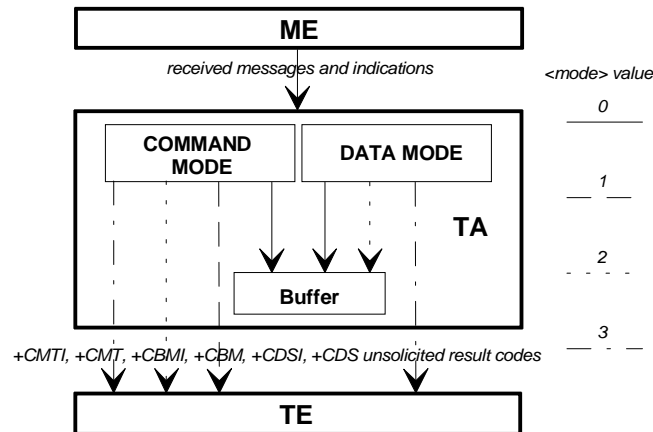 ME
received messages and indications
<mode> value
0
COMMAND
MODE
DATA MODE
1
TA
2
Buffer
3
+CMTI, +CMT, +CBMI, +CBM, +CDSI, +CDS unsolicited result codes
TE